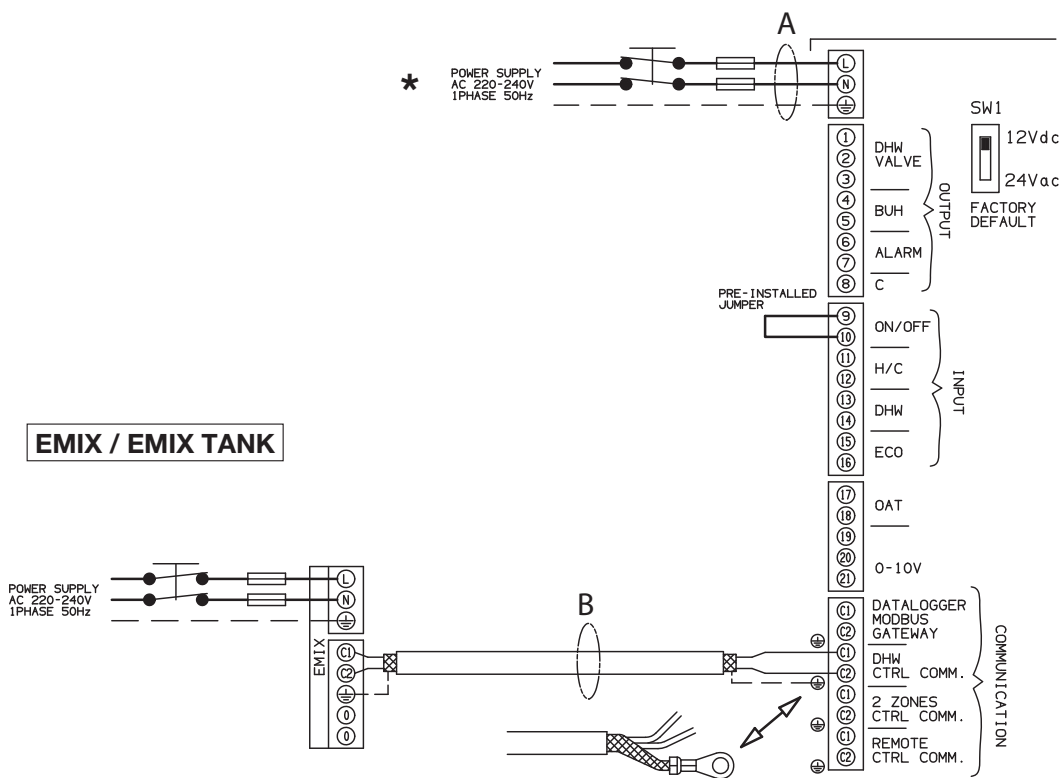 A
*
POWER SUPPLY
AC 220-240V
1PHASE 50Hz
L
N
SW1
12Vdc
24Vac
FACTORY
DEFAULT
1
2
3
DHW
VALVE
4
5
BUH
6
7
ALARM
8
C
OUTPUT
PRE-INSTALLED
JUMPER
9
10
ON/OFF
11
12
H/C
13
14
DHW
15
16
ECO
INPUT
EMIX / EMIX TANK
17
18
OAT
19
20
21
0-10V
POWER SUPPLY
AC 220-240V
1PHASE 50Hz
L
N
EMIX
C1
C2
0
0
B
C1
C2
DATALOGGER
MODBUS
GATEWAY
C1
C2
DHW
CTRL COMM.
C1
C2
2 ZONES
CTRL COMM.
C1
C2
REMOTE
CTRL COMM.
COMMUNICATION